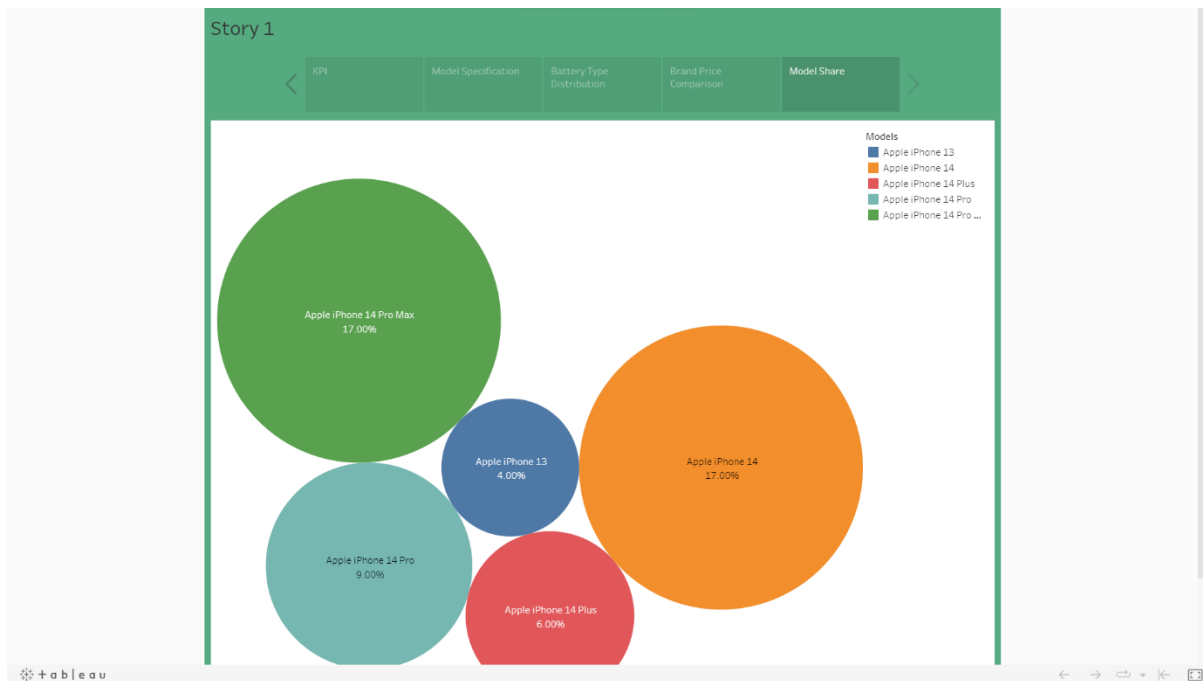 Story 1
KPI
Model Specification
Battery Type
Distribution
Brand Price
Comparison
Model Share
Models
Apple iPhone 13
Apple iPhone 14
Apple iPhone 14 Plus
Apple iPhone 14 Pro
Apple iPhone 14 Pro ...
Apple iPhone 14 Pro Max
17.00%
Apple iPhone 13
4.00%
Apple iPhone 14
17.00%
Apple iPhone 14 Pro
9.00%
Apple iPhone 14 Plus
6.00%
+ a b | e a u